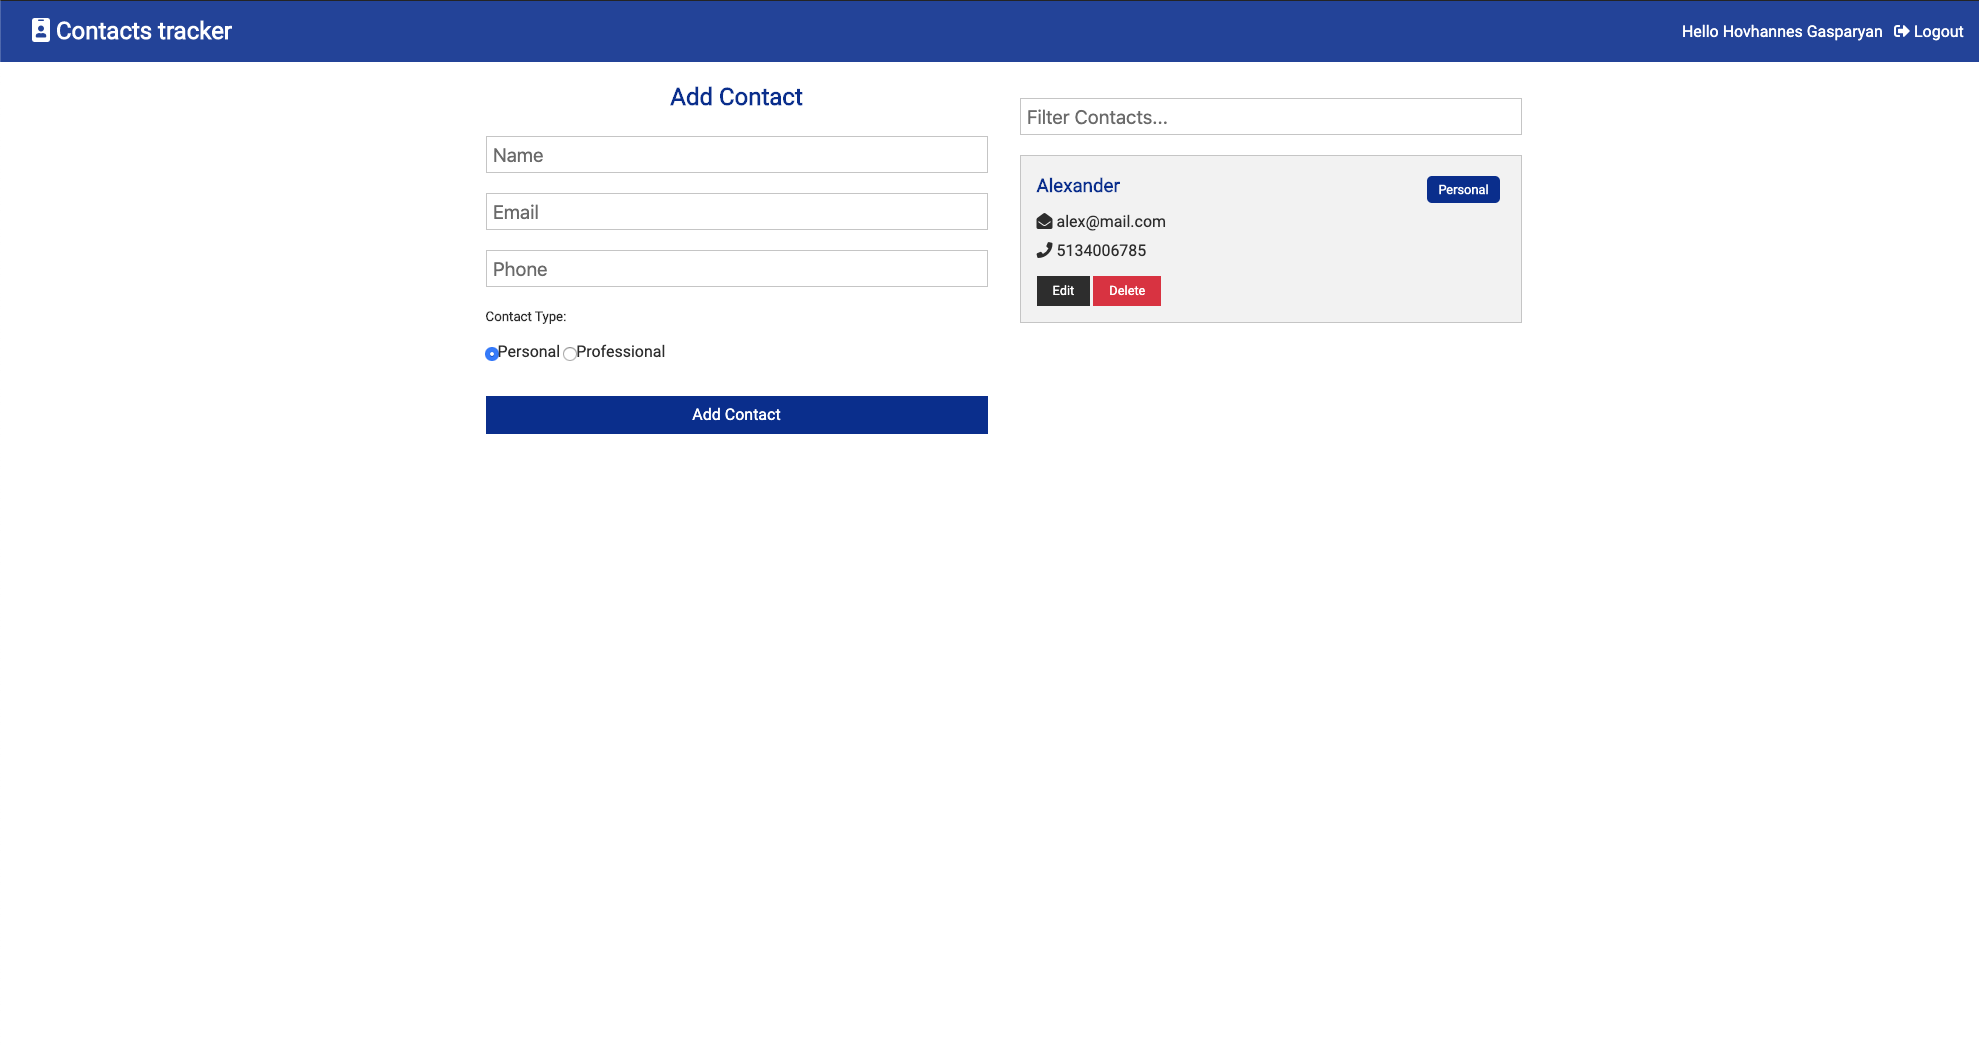 Contacts tracker
Hello Hovhannes Gasparyan Logout
Add Contact
Name
Email
Phone
Contact Type:
Personal Professional
Add Contact
Filter Contacts...
Alexander
Personal
alex@mail.com
5134006785
Edit Delete